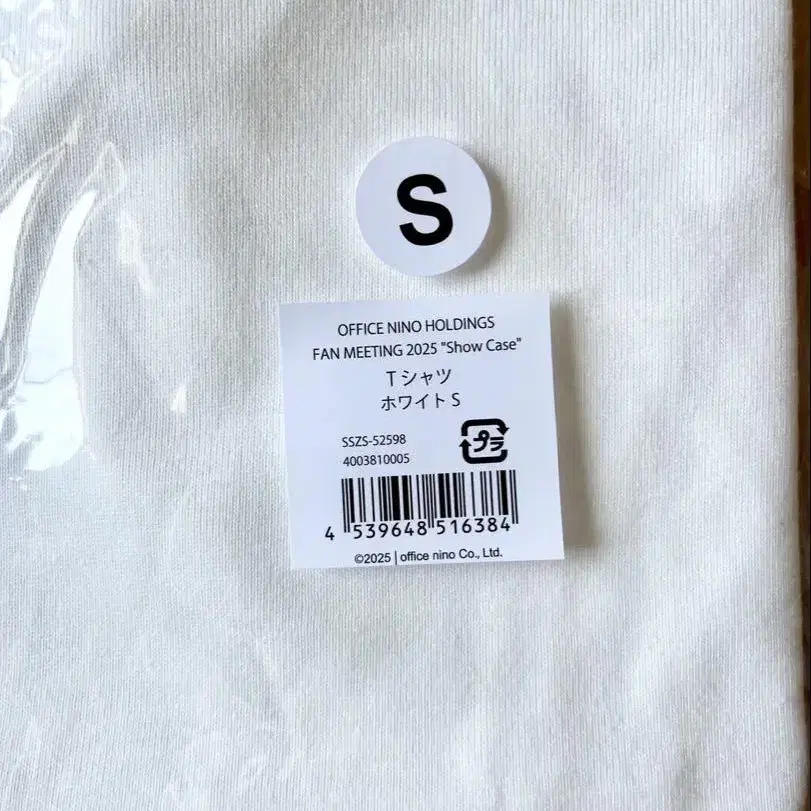 S
OFFICE NINO HOLDINGS
FAN MEETING 2025 "Show Case"
Tシャツ
ホワイト S
SSZS-52598
4003810005
プラ
4 539648 516384
©2025 | office nino Co., Ltd.